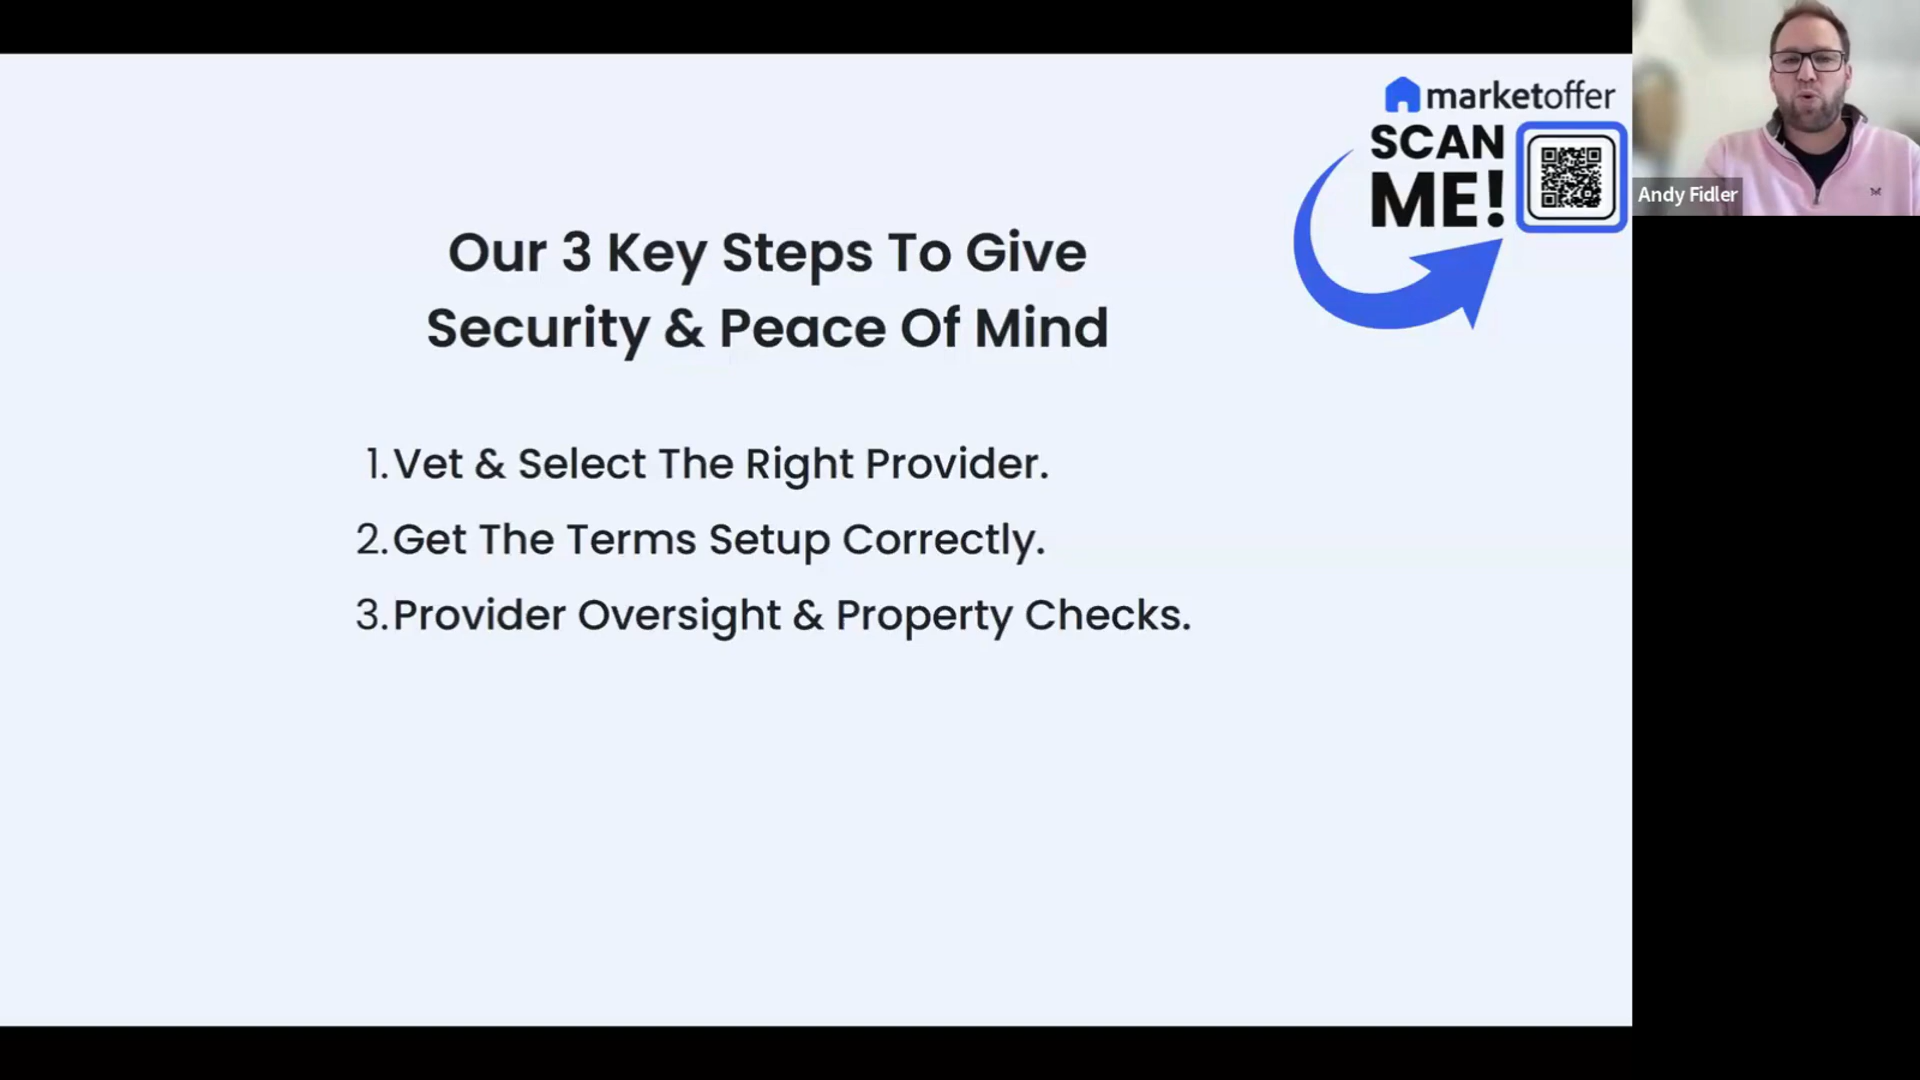 marketoffer
SCAN
ME!
Andy Fidler
Our 3 Key Steps To Give
Security & Peace Of Mind
1. Vet & Select The Right Provider.
2. Get The Terms Setup Correctly.
3. Provider Oversight & Property Checks.